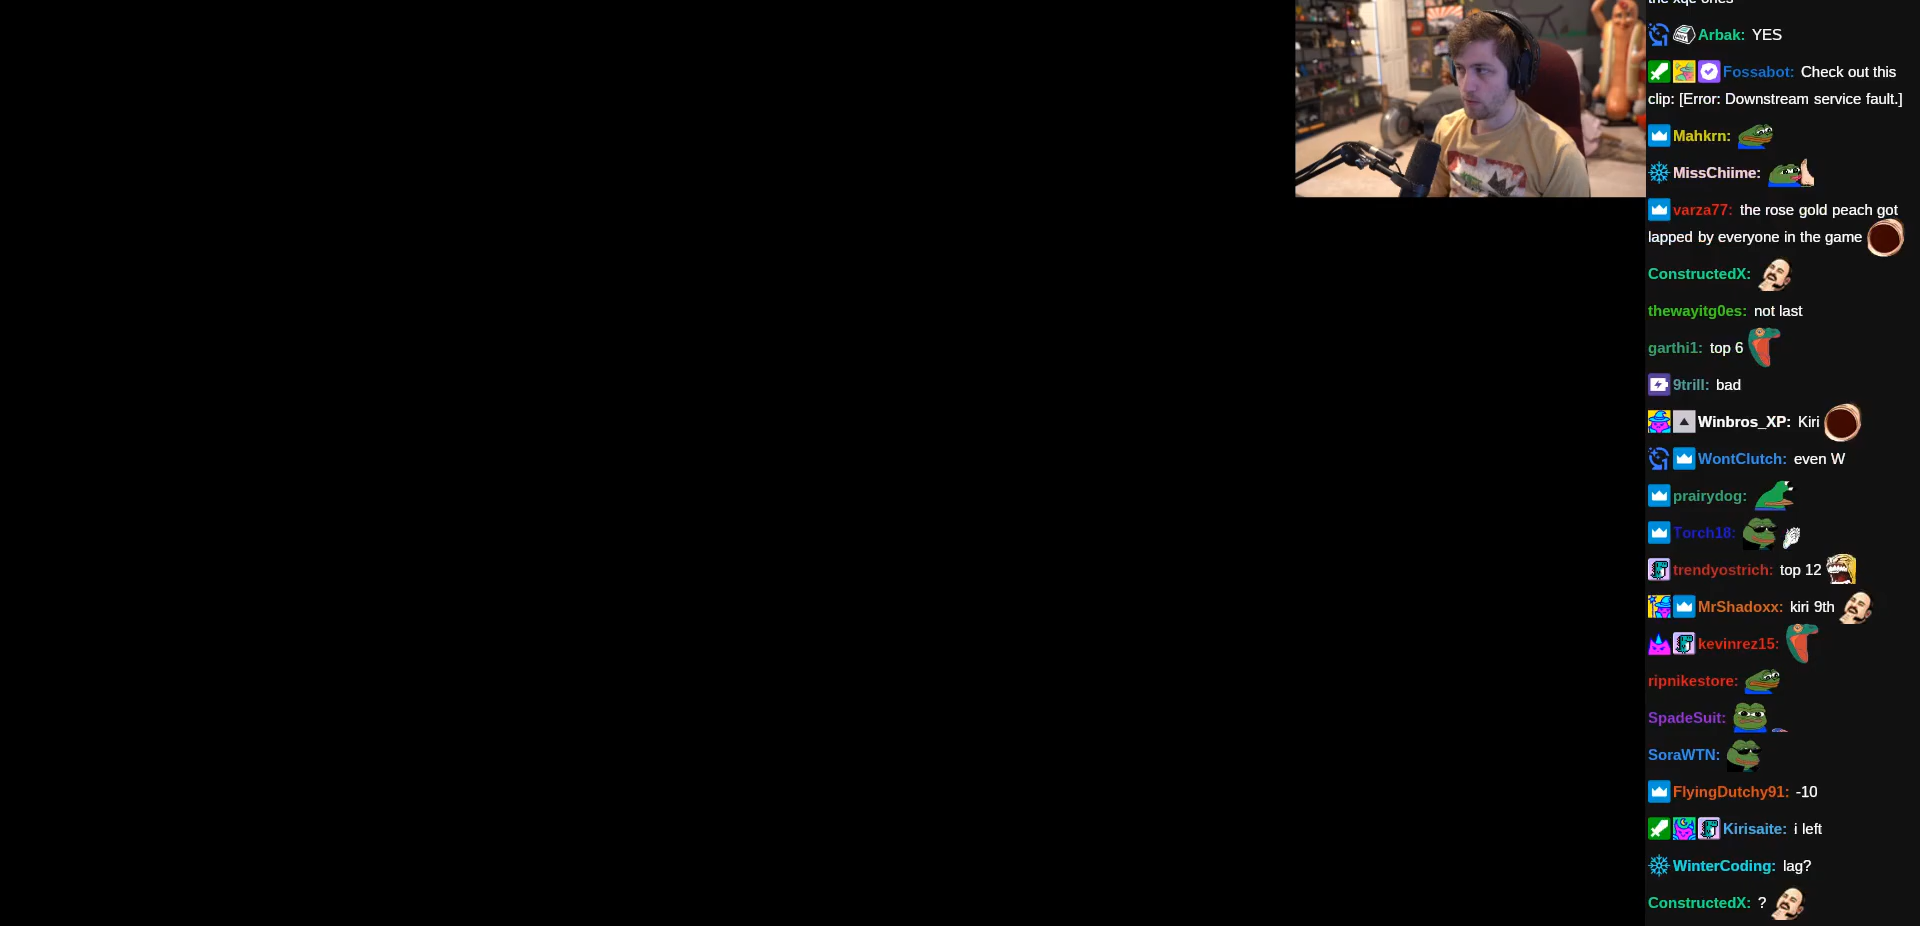 Arbak: YES
Fossabot: Check out this
clip: [Error: Downstream service fault.]
Mahkrn:
MissChiime:
varza77: the rose gold peach got
lapped by everyone in the game
ConstructedX:
thewayitg0es: not last
garthi1: top 6
9trill: bad
Winbros_XP: Kiri
WontClutch: even W
prairydog:
Torch18:
trendyostrich: top 12
MrShadoxx: kiri 9th
kevinrez15:
ripnikestore:
SpadeSuit:
SoraWTN:
FlyingDutchy91: -10
Kirisaite: i left
WinterCoding: lag?
ConstructedX: ?